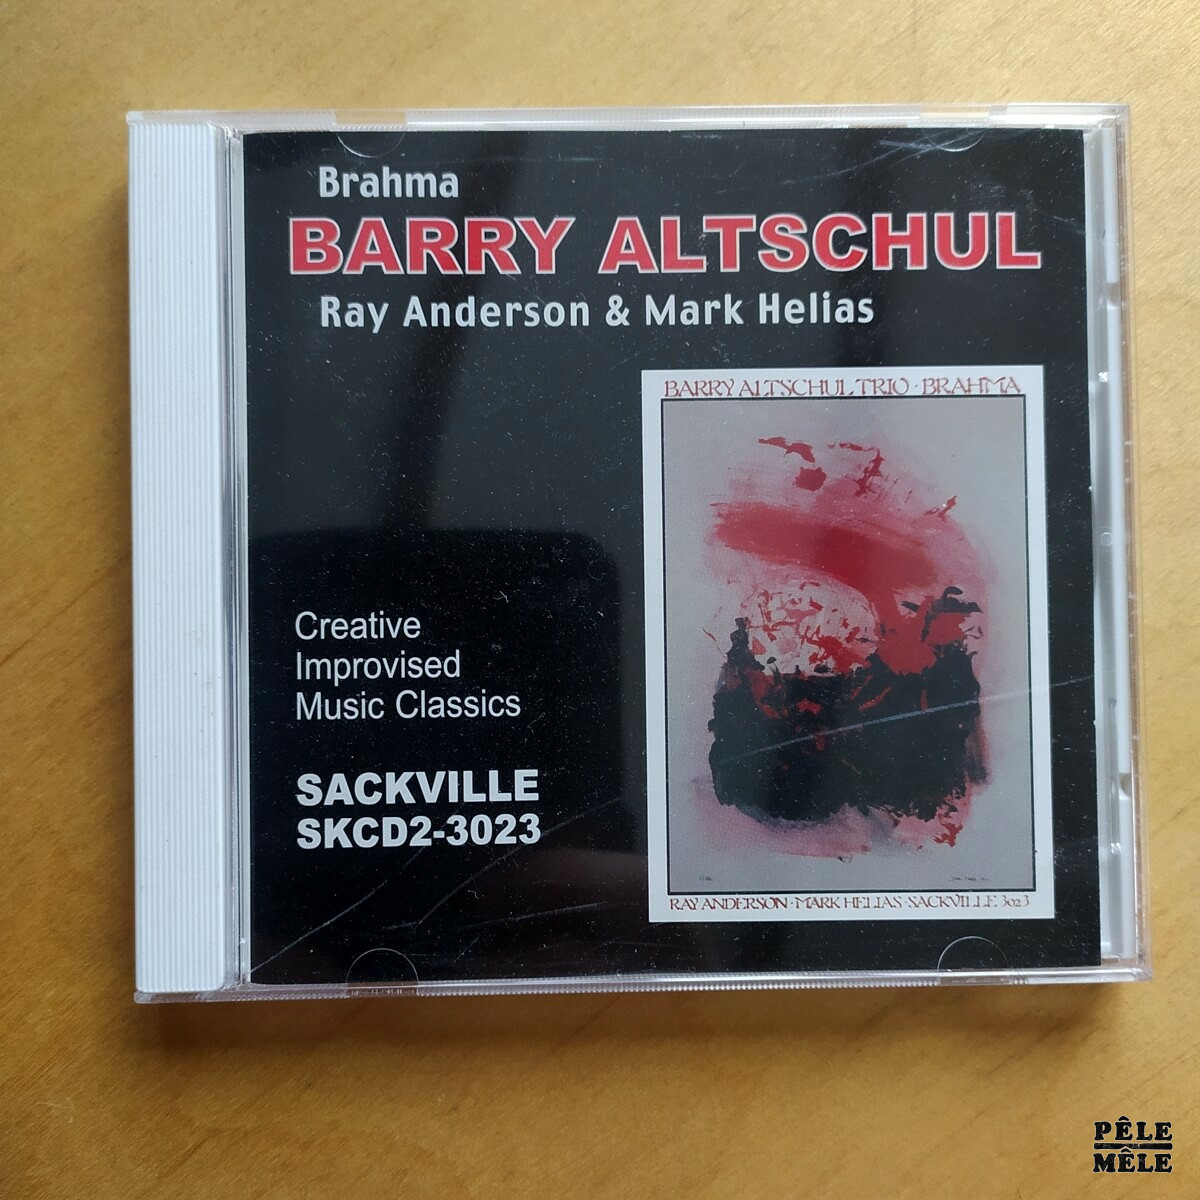 Brahma
BARRY ALTSCHUL
Ray Anderson & Mark Helias
BARRY ALTSCHUL TRIO · BRAHMA
Creative
Improvised
Music Classics
SACKVILLE
SKCD2-3023
RAY ANDERSON · MARK HELIAS · SACKVILLE 3023
PÊLE
MÊLE